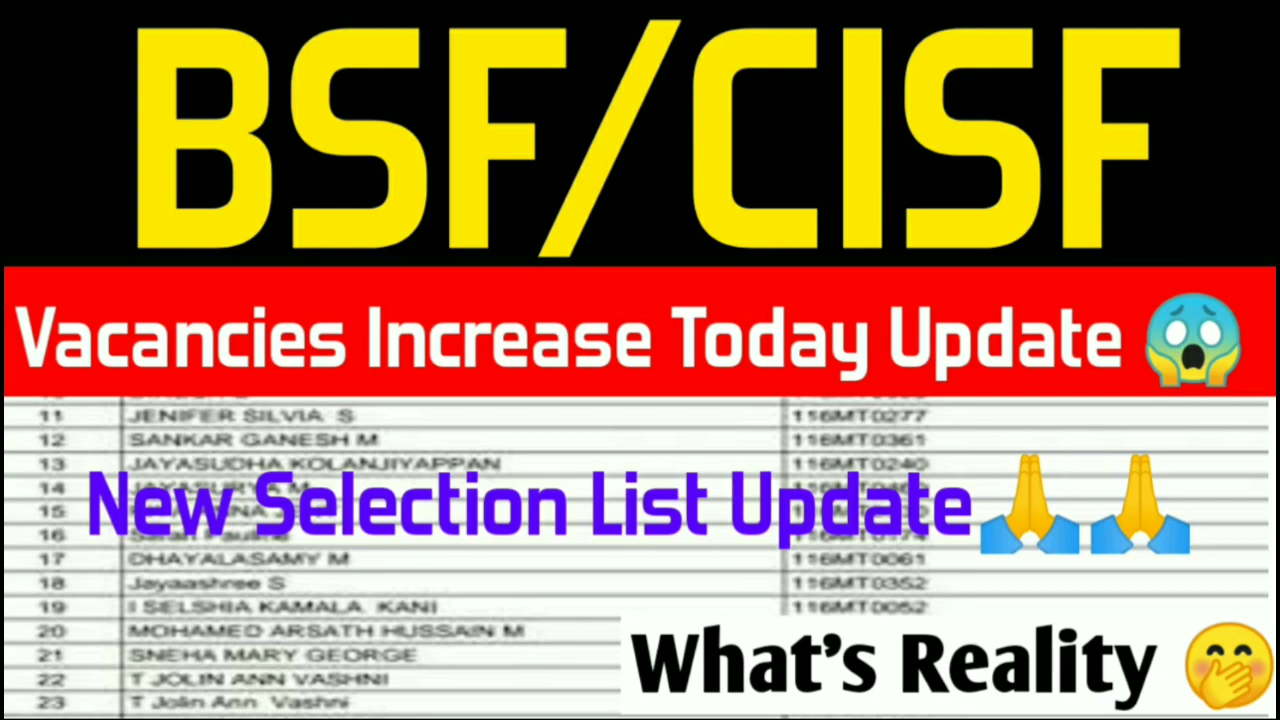 BSF/CISF
Vacancies Increase Today Update
11 JENIFER SILVIA S 116MT0277
12 SANKAR GANESH M 116MT0361
13 JAYASUDHA KOLANJIYAPPAN 116MT0240
14 JAYASURYA M
New Selection List Update
15
16
17 DHAYALASAMY M 116MT0061
18 Jayaashree S 116MT0352
19 I SELSHIA KAMALA KANI 116MT0052
20 MOHAMED ARSATH HUSSAIN M
21 SNEHA MARY GEORGE
What's Reality
22 T JOLIN ANN VASHNI
23 T Jolin Ann Vashni